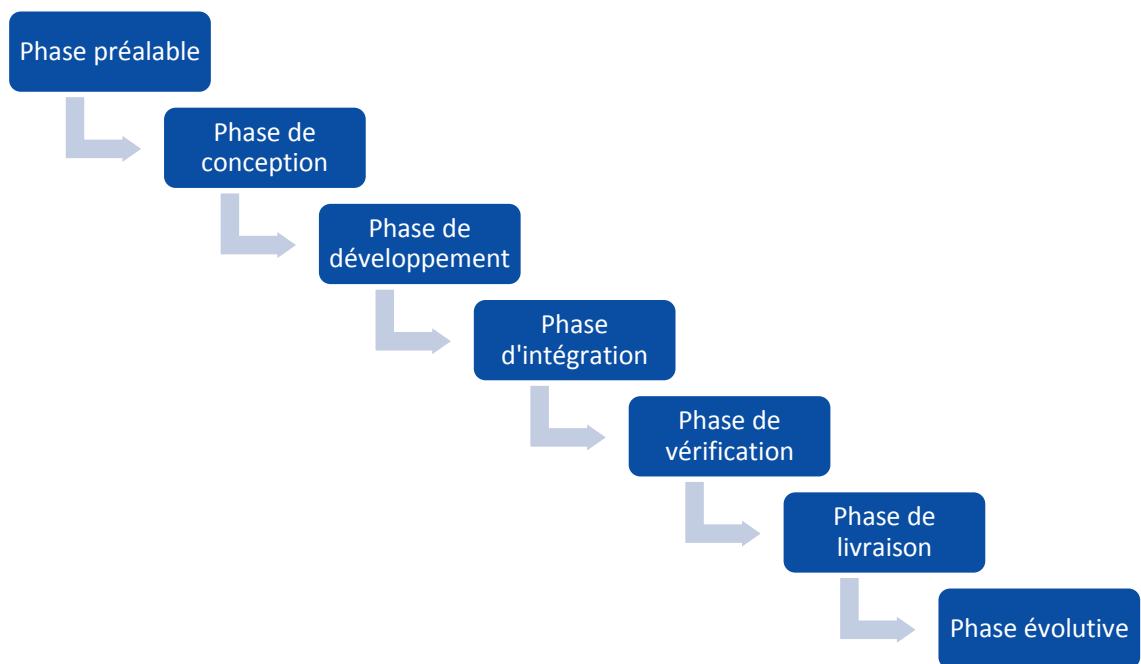 Phase préalable
Phase de
conception
Phase de
développement
Phase
d'intégration
Phase de
vérification
Phase de
livraison
Phase évolutive